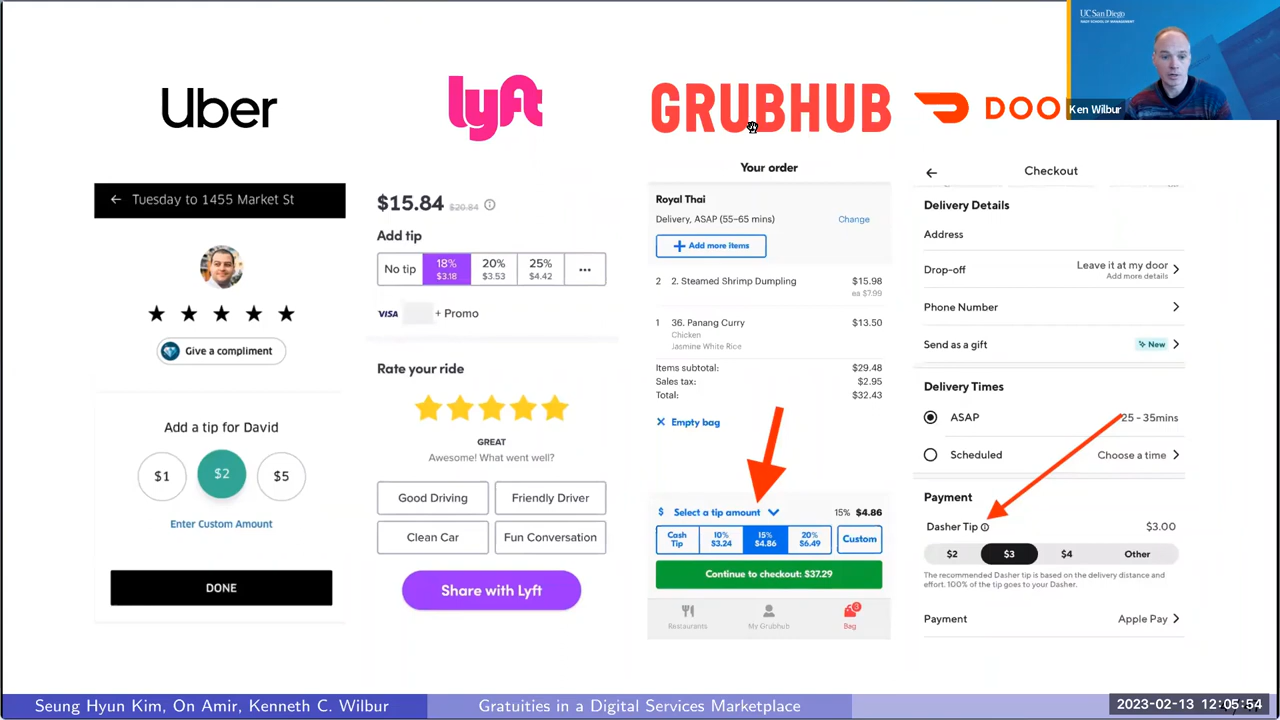 UC San Diego
RADY SCHOOL OF MANAGEMENT
Ken Wilbur
Uber
lyft
GRUBHUB
DOO
← Tuesday to 1455 Market St
Give a compliment
Add a tip for David
$1
$2
$5
Enter Custom Amount
DONE
$15.84 $20.84
Add tip
No tip
18%
$3.18
20%
$3.53
25%
$4.42
...
VISA + Promo
Rate your ride
GREAT
Awesome! What went well?
Good Driving
Friendly Driver
Clean Car
Fun Conversation
Share with Lyft
Your order
Royal Thai
Delivery, ASAP (55–65 mins) Change
+ Add more items
2 2. Steamed Shrimp Dumpling $15.98
ea $7.99
1 36. Panang Curry $13.50
Chicken
Jasmine White Rice
Items subtotal: $29.48
Sales tax: $2.95
Total: $32.43
X Empty bag
$ Select a tip amount 15% $4.86
Cash
Tip
10%
$3.24
15%
$4.86
20%
$6.49
Custom
Continue to checkout: $37.29
Restaurants
My Grubhub
3
Bag
← Checkout
Delivery Details
Address
Drop-off Leave it at my door
Add more details
Phone Number
Send as a gift New
Delivery Times
ASAP 25 - 35mins
Scheduled Choose a time
Payment
Dasher Tip $3.00
$2
$3
$4
Other
The recommended Dasher tip is based on the delivery distance and
effort. 100% of the tip goes to your Dasher.
Payment Apple Pay
Seung Hyun Kim, On Amir, Kenneth C. Wilbur
Gratuities in a Digital Services Marketplace
2023-02-13 12:05:54